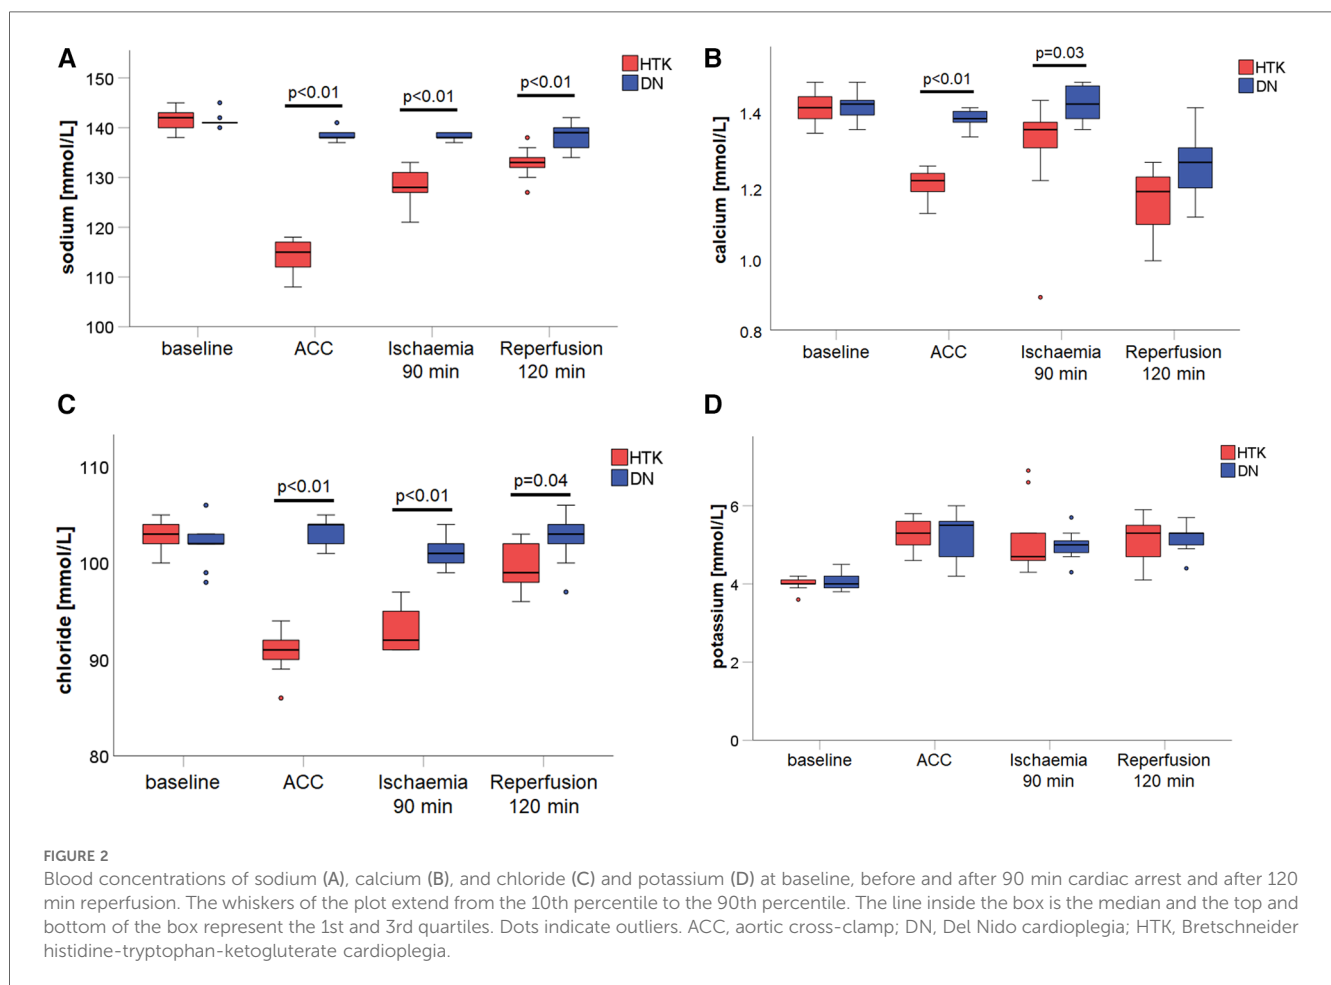 A
HTK
DN
p<0.01
p<0.01
p<0.01
150
140
130
120
110
100
sodium [mmol/L]
baseline
ACC
Ischaemia
90 min
Reperfusion
120 min
B
HTK
DN
p=0.03
p<0.01
1.4
1.2
1.0
0.8
calcium [mmol/L]
baseline
ACC
Ischaemia
90 min
Reperfusion
120 min
C
HTK
DN
p<0.01
p<0.01
p=0.04
110
100
90
80
chloride [mmol/L]
baseline
ACC
Ischaemia
90 min
Reperfusion
120 min
D
HTK
DN
6
4
2
0
potassium [mmol/L]
baseline
ACC
Ischaemia
90 min
Reperfusion
120 min
FIGURE 2
Blood concentrations of sodium (A), calcium (B), and chloride (C) and potassium (D) at baseline, before and after 90 min cardiac arrest and after 120
min reperfusion. The whiskers of the plot extend from the 10th percentile to the 90th percentile. The line inside the box is the median and the top and
bottom of the box represent the 1st and 3rd quartiles. Dots indicate outliers. ACC, aortic cross-clamp; DN, Del Nido cardioplegia; HTK, Bretschneider
histidine-tryptophan-ketogluterate cardioplegia.